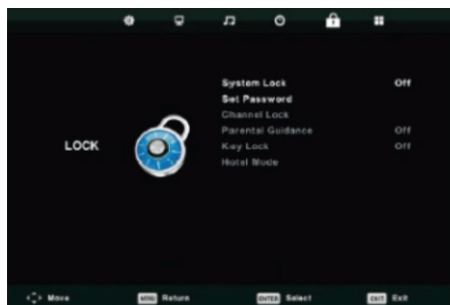 System Lock Off
Set Password
Channel Lock
Parental Guidance Off
Key Lock Off
Hotel Mode
LOCK
Move MENU Return ENTER Select EXIT Exit